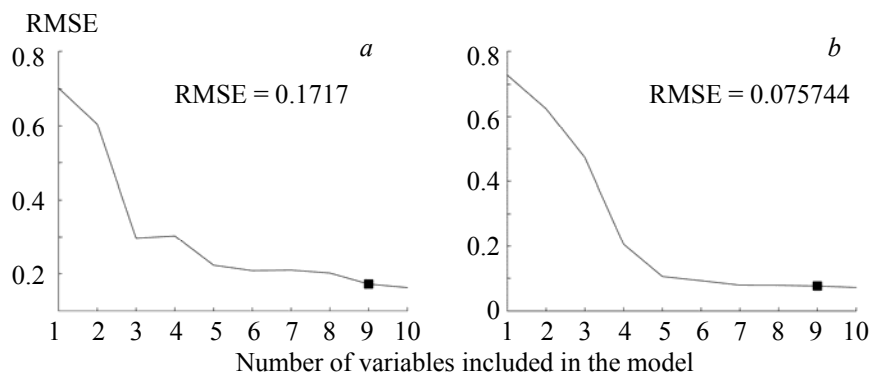 RMSE
0.8
a
RMSE = 0.1717
0.6
0.4
0.2
1 2 3 4 5 6 7 8 9 10
0.8
b
RMSE = 0.075744
0.6
0.4
0.2
0
1 2 3 4 5 6 7 8 9 10
Number of variables included in the model